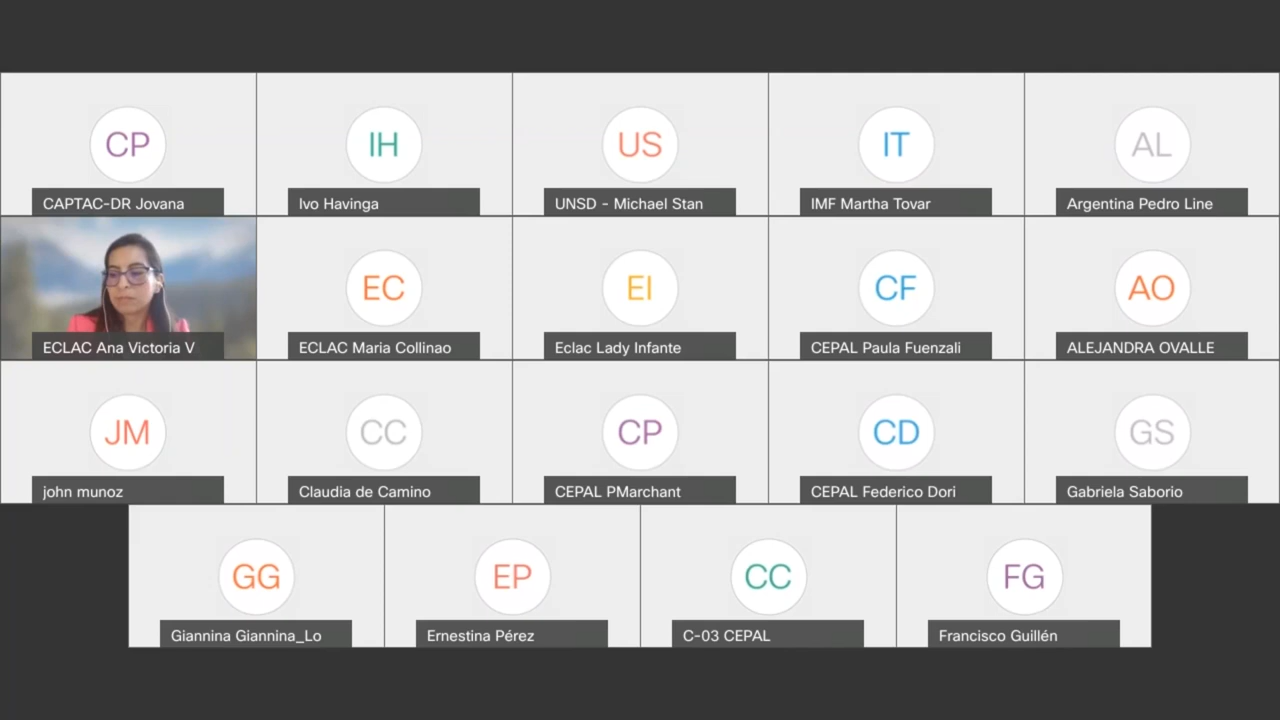 CP
CAPTAC-DR Jovana
IH
Ivo Havinga
US
UNSD - Michael Stan
IT
IMF Martha Tovar
AL
Argentina Pedro Line
ECLAC Ana Victoria V
EC
ECLAC Maria Collinao
EI
Eclac Lady Infante
CF
CEPAL Paula Fuenzali
AO
ALEJANDRA OVALLE
JM
john munoz
CC
Claudia de Camino
CP
CEPAL PMarchant
CD
CEPAL Federico Dori
GS
Gabriela Saborio
GG
Giannina Giannina_Lo
EP
Ernestina Pérez
CC
C-03 CEPAL
FG
Francisco Guillén